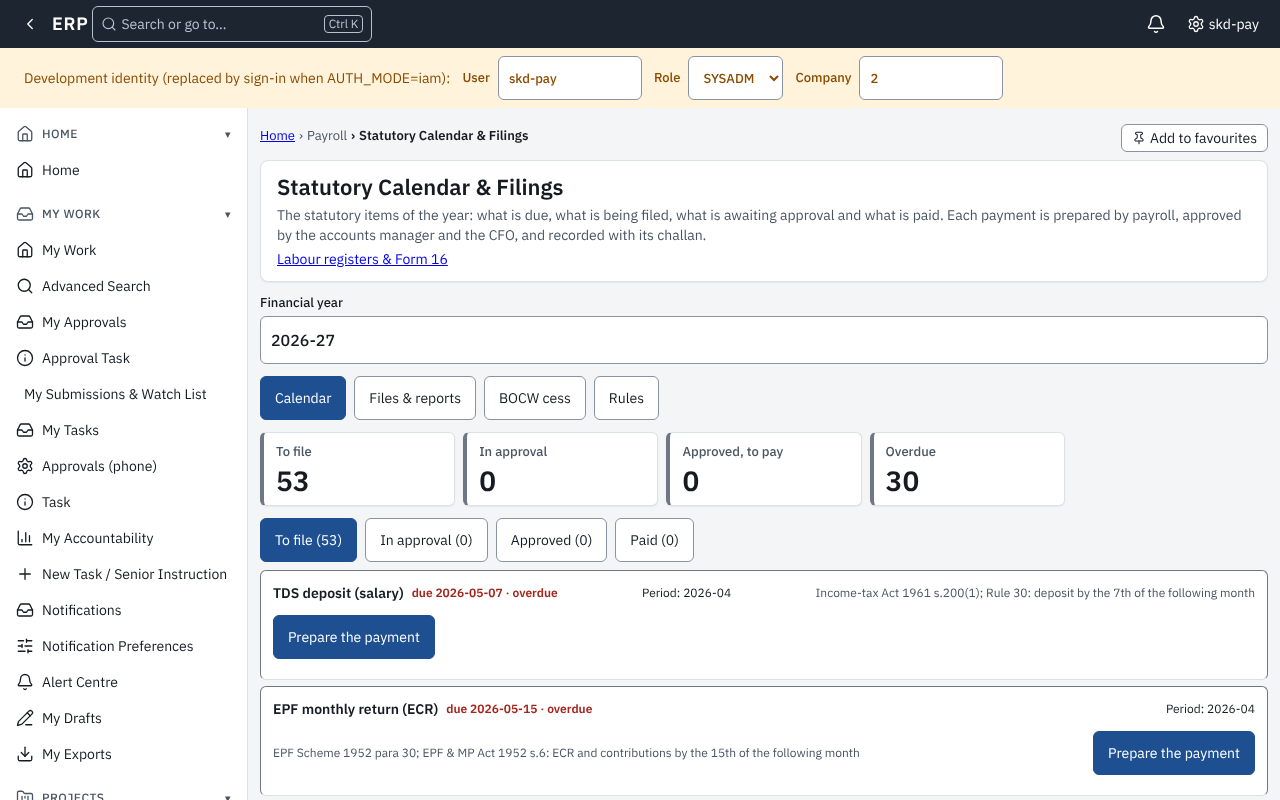 ERP
Search or go to...
Ctrl K
skd-pay
Development identity (replaced by sign-in when AUTH_MODE=iam):
User
skd-pay
Role
SYSADM
Company
2
HOME
Home
MY WORK
My Work
Advanced Search
My Approvals
Approval Task
My Submissions & Watch List
My Tasks
Approvals (phone)
Task
My Accountability
New Task / Senior Instruction
Notifications
Notification Preferences
Alert Centre
My Drafts
My Exports
PROJECTS
Home › Payroll › Statutory Calendar & Filings
Add to favourites
Statutory Calendar & Filings
The statutory items of the year: what is due, what is being filed, what is awaiting approval and what is paid. Each payment is prepared by payroll, approved
by the accounts manager and the CFO, and recorded with its challan.
Labour registers & Form 16
Financial year
2026-27
Calendar
Files & reports
BOCW cess
Rules
To file
53
In approval
0
Approved, to pay
0
Overdue
30
To file (53)
In approval (0)
Approved (0)
Paid (0)
TDS deposit (salary)
due 2026-05-07 · overdue
Period: 2026-04
Income-tax Act 1961 s.200(1); Rule 30: deposit by the 7th of the following month
Prepare the payment
EPF monthly return (ECR)
due 2026-05-15 · overdue
Period: 2026-04
EPF Scheme 1952 para 30; EPF & MP Act 1952 s.6: ECR and contributions by the 15th of the following month
Prepare the payment